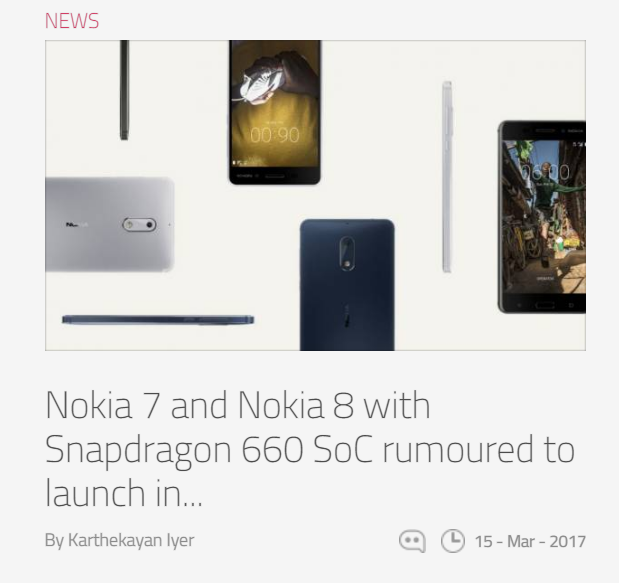 NEWS
00:90
Nokia 7 and Nokia 8 with
Snapdragon 660 SoC rumoured to
launch in...
By Karthekayan Iyer
15 - Mar - 2017